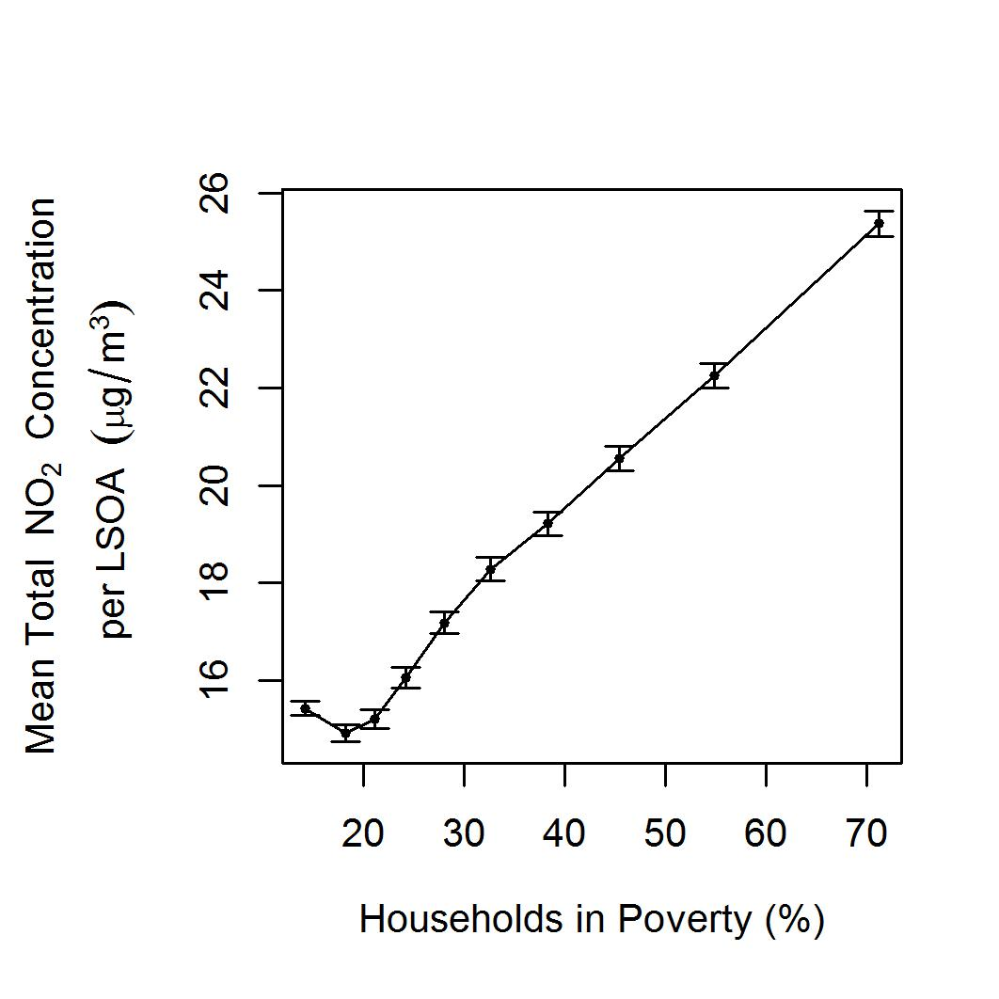 Mean Total NO₂ Concentration
per LSOA (μg/m³)
26
24
22
20
18
16
20 30 40 50 60 70
Households in Poverty (%)